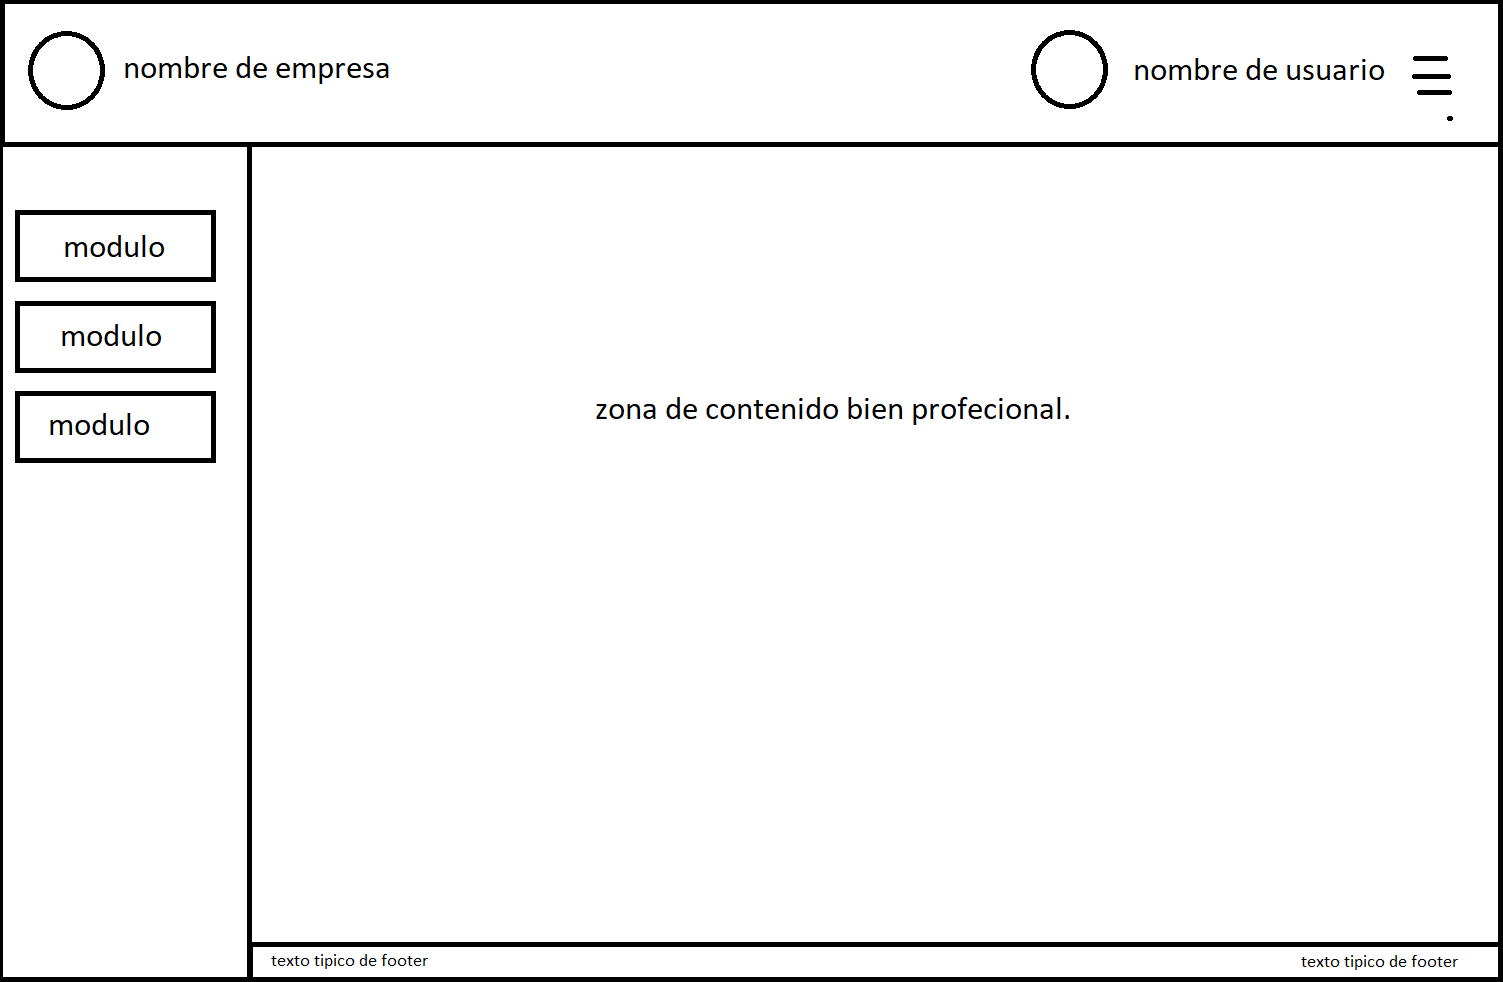 nombre de empresa
nombre de usuario
modulo
modulo
modulo
zona de contenido bien profecional.
texto tipico de footer
texto tipico de footer